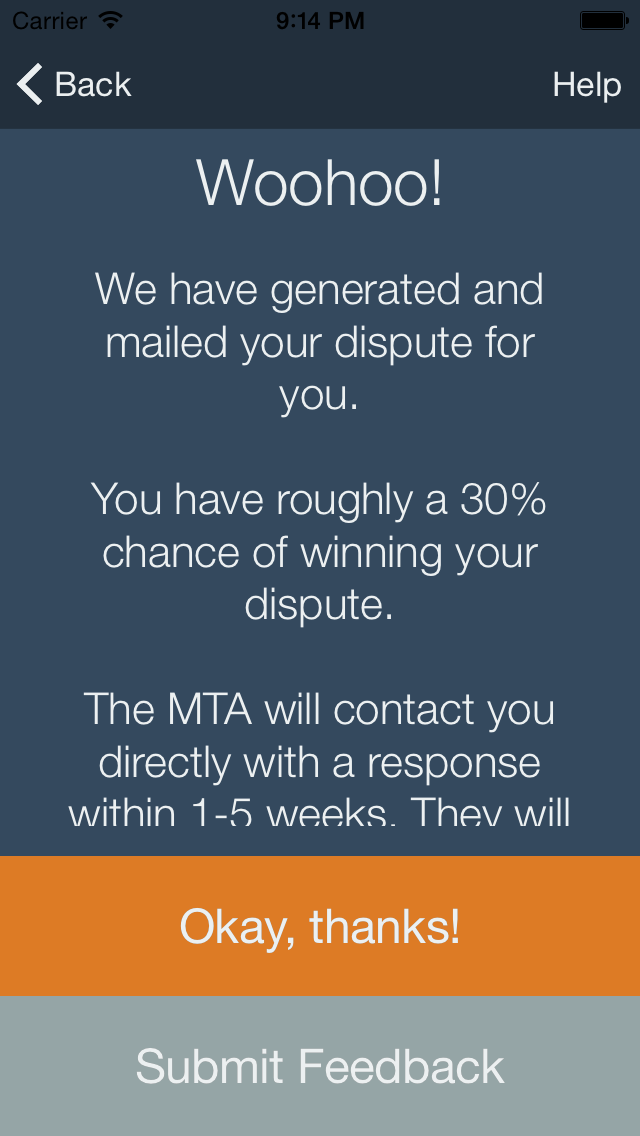 Carrier 9:14 PM
Back Help
Woohoo!
We have generated and
mailed your dispute for
you.
You have roughly a 30%
chance of winning your
dispute.
The MTA will contact you
directly with a response
within 1-5 weeks. They will
Okay, thanks!
Submit Feedback